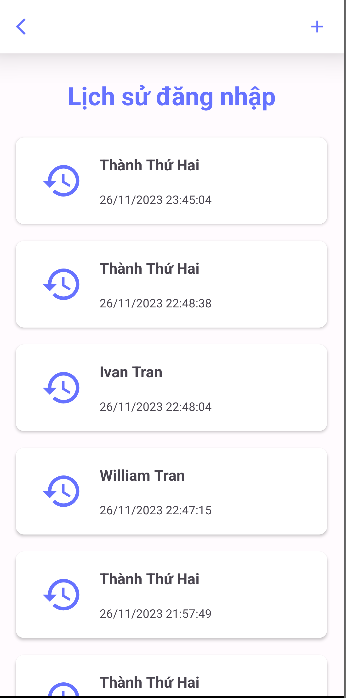 Lịch sử đăng nhập
Thành Thứ Hai
26/11/2023 23:45:04
Thành Thứ Hai
26/11/2023 22:48:38
Ivan Tran
26/11/2023 22:48:04
William Tran
26/11/2023 22:47:15
Thành Thứ Hai
26/11/2023 21:57:49
Thành Thứ Hai